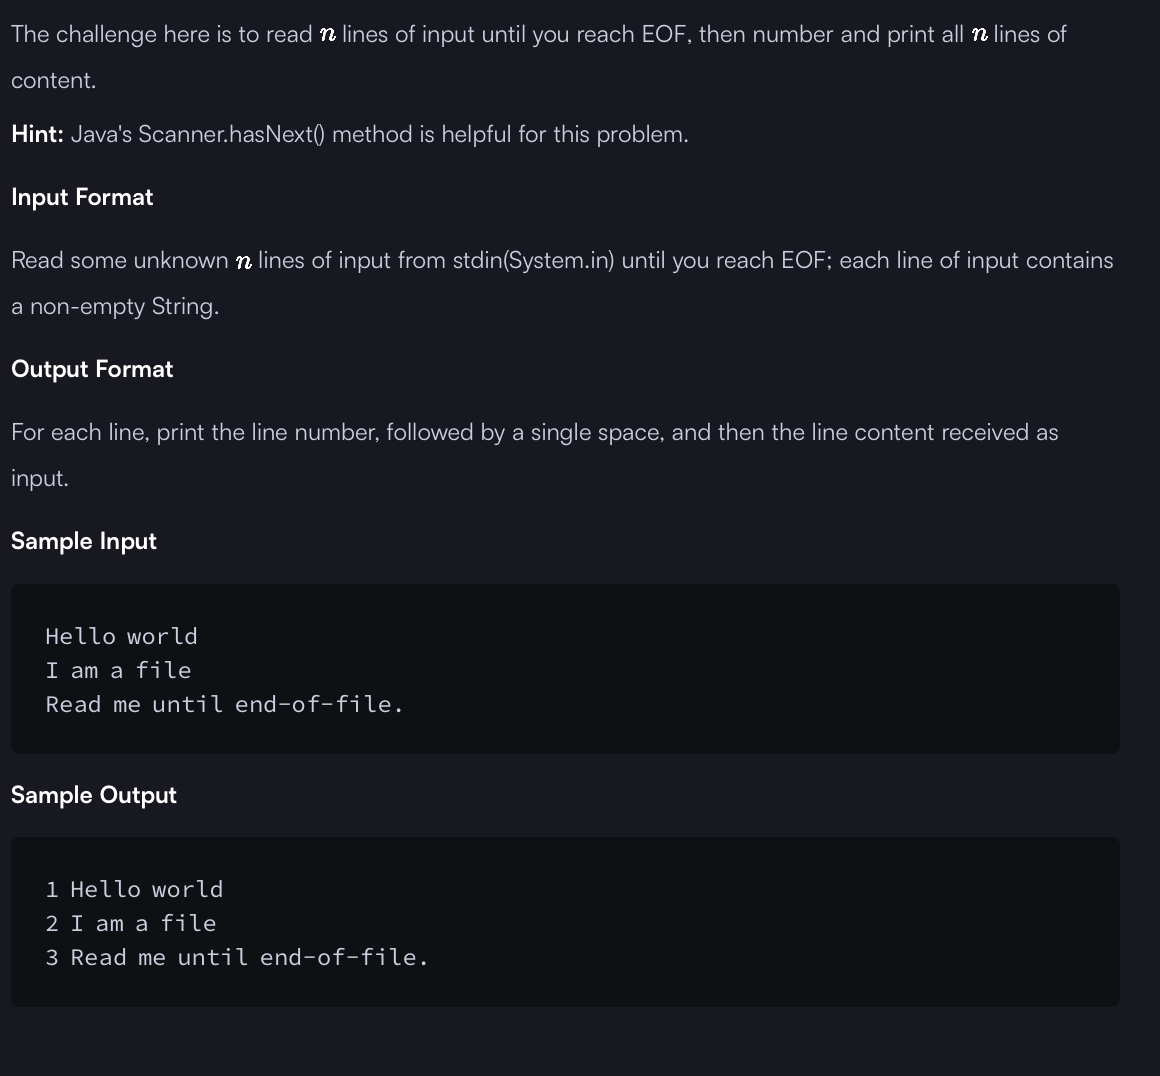 The challenge here is to read n lines of input until you reach EOF, then number and print all n lines of
content.
Hint: Java's Scanner.hasNext() method is helpful for this problem.
Input Format
Read some unknown n lines of input from stdin(System.in) until you reach EOF; each line of input contains
a non-empty String.
Output Format
For each line, print the line number, followed by a single space, and then the line content received as
input.
Sample Input
Hello world
I am a file
Read me until end-of-file.
Sample Output
1 Hello world
2 I am a file
3 Read me until end-of-file.